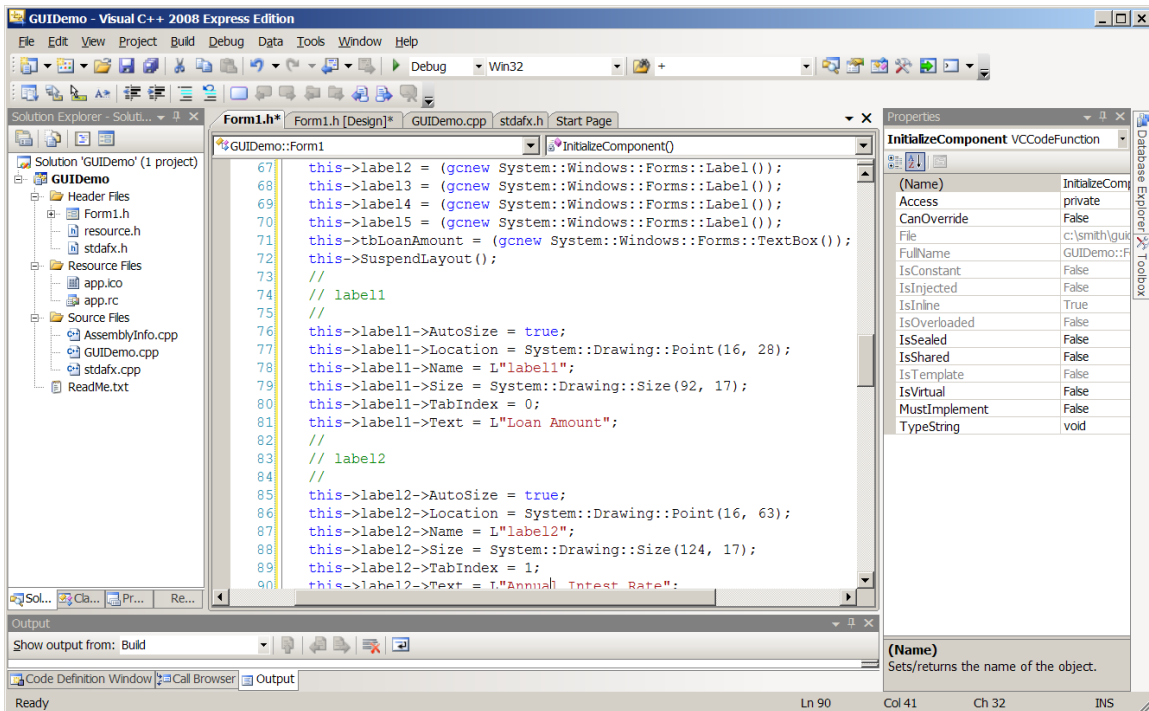 GUIDemo - Visual C++ 2008 Express Edition
File Edit View Project Build Debug Data Tools Window Help
Debug Win32 +
Solution Explorer - Soluti...
Form1.h* Form1.h [Design]* GUIDemo.cpp stdafx.h Start Page
Properties
GUIDemo::Form1 InitializeComponent()
InitializeComponent VCCodeFunction
Solution 'GUIDemo' (1 project)
GUIDemo
Header Files
Form1.h
resource.h
stdafx.h
Resource Files
app.ico
app.rc
Source Files
AssemblyInfo.cpp
GUIDemo.cpp
stdafx.cpp
ReadMe.txt
67 this->label2 = (gcnew System::Windows::Forms::Label());
68 this->label3 = (gcnew System::Windows::Forms::Label());
69 this->label4 = (gcnew System::Windows::Forms::Label());
70 this->label5 = (gcnew System::Windows::Forms::Label());
71 this->tbLoanAmount = (gcnew System::Windows::Forms::TextBox());
72 this->SuspendLayout();
73 //
74 // label1
75 //
76 this->label1->AutoSize = true;
77 this->label1->Location = System::Drawing::Point(16, 28);
78 this->label1->Name = L"label1";
79 this->label1->Size = System::Drawing::Size(92, 17);
80 this->label1->TabIndex = 0;
81 this->label1->Text = L"Loan Amount";
82 //
83 // label2
84 //
85 this->label2->AutoSize = true;
86 this->label2->Location = System::Drawing::Point(16, 63);
87 this->label2->Name = L"label2";
88 this->label2->Size = System::Drawing::Size(124, 17);
89 this->label2->TabIndex = 1;
90 this->label2->Text = L"Annual Intest Rate";
(Name) InitializeComp
Access private
CanOverride False
File c:\smith\guid
FullName GUIDemo::F
IsConstant False
IsInjected False
IsInline True
IsOverloaded False
IsSealed False
IsShared False
IsTemplate False
IsVirtual False
MustImplement False
TypeString void
Database Explorer
Toolbox
Sol... Cla... Pr... Re...
Output
Show output from: Build
(Name)
Sets/returns the name of the object.
Code Definition Window Call Browser Output
Ready Ln 90 Col 41 Ch 32 INS